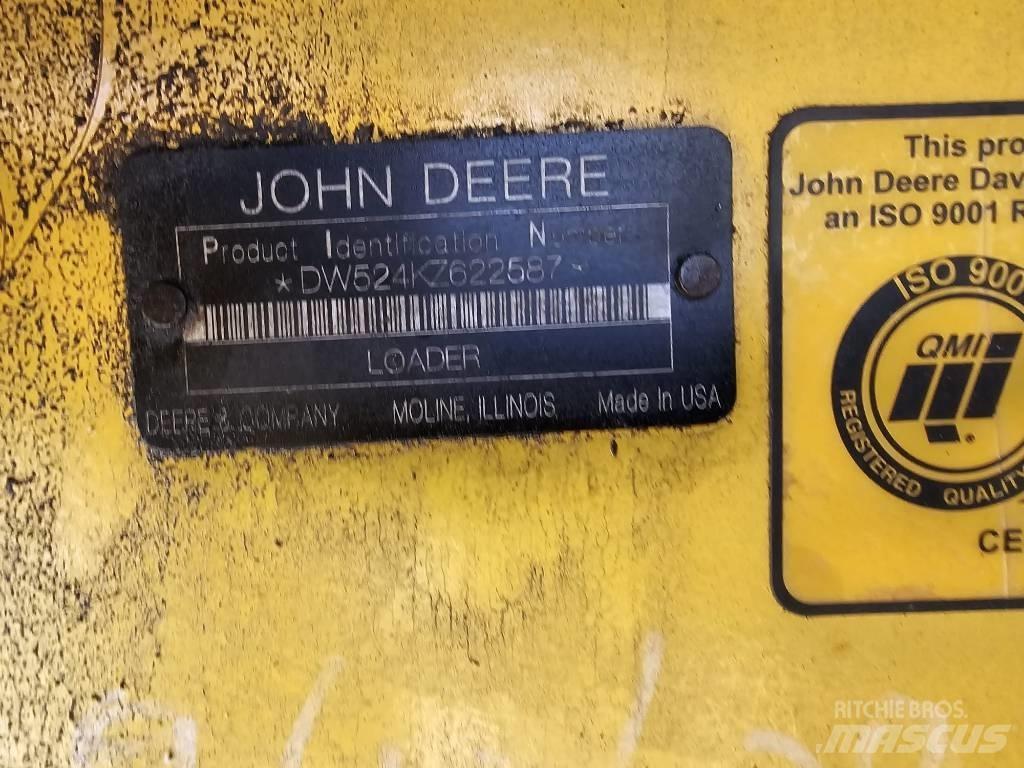 JOHN DEERE
Product Identification Number
*DW524KZ622587*
LOADER
DEERE & COMPANY MOLINE, ILLINOIS Made In USA
This pro
John Deere Dav
an ISO 9001 R
ISO 900
QMI
REGISTERED QUALITY
CE
RITCHIE BROS.
MASCUS